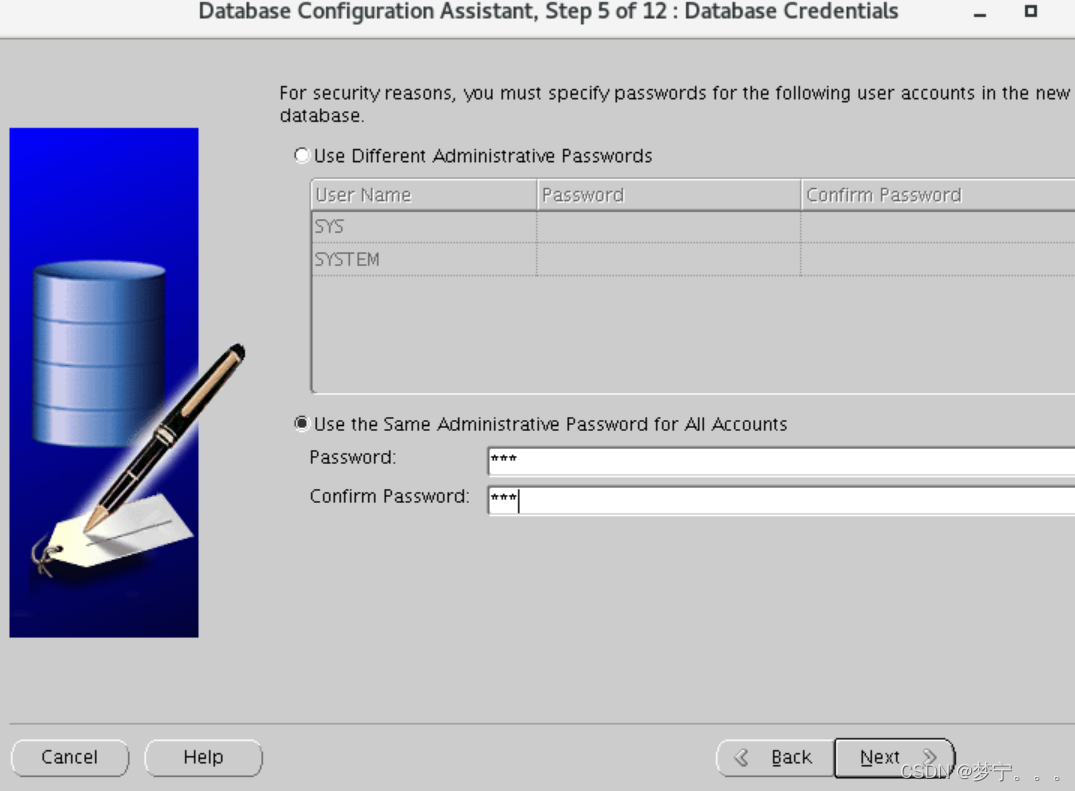 Database Configuration Assistant, Step 5 of 12 : Database Credentials
For security reasons, you must specify passwords for the following user accounts in the new
database.
Use Different Administrative Passwords
User Name Password Confirm Password
SYS
SYSTEM
Use the Same Administrative Password for All Accounts
Password: ***
Confirm Password: ***
Cancel Help Back Next
CSDN @梦宁。。。